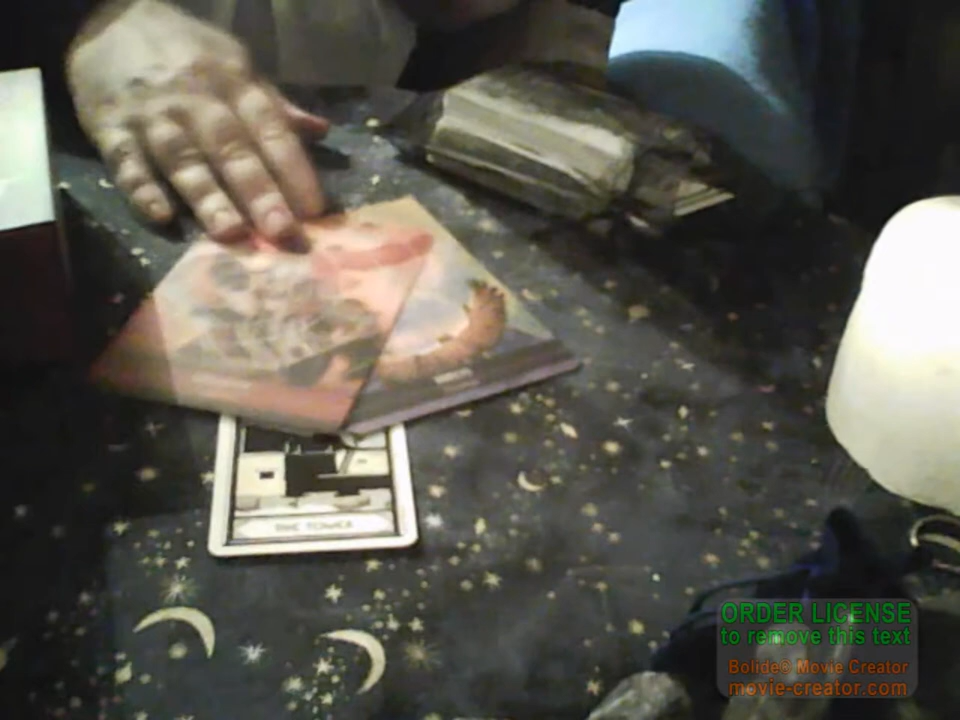 THE TOWER
ORDER LICENSE
to remove this text
Bolide® Movie Creator
movie-creator.com